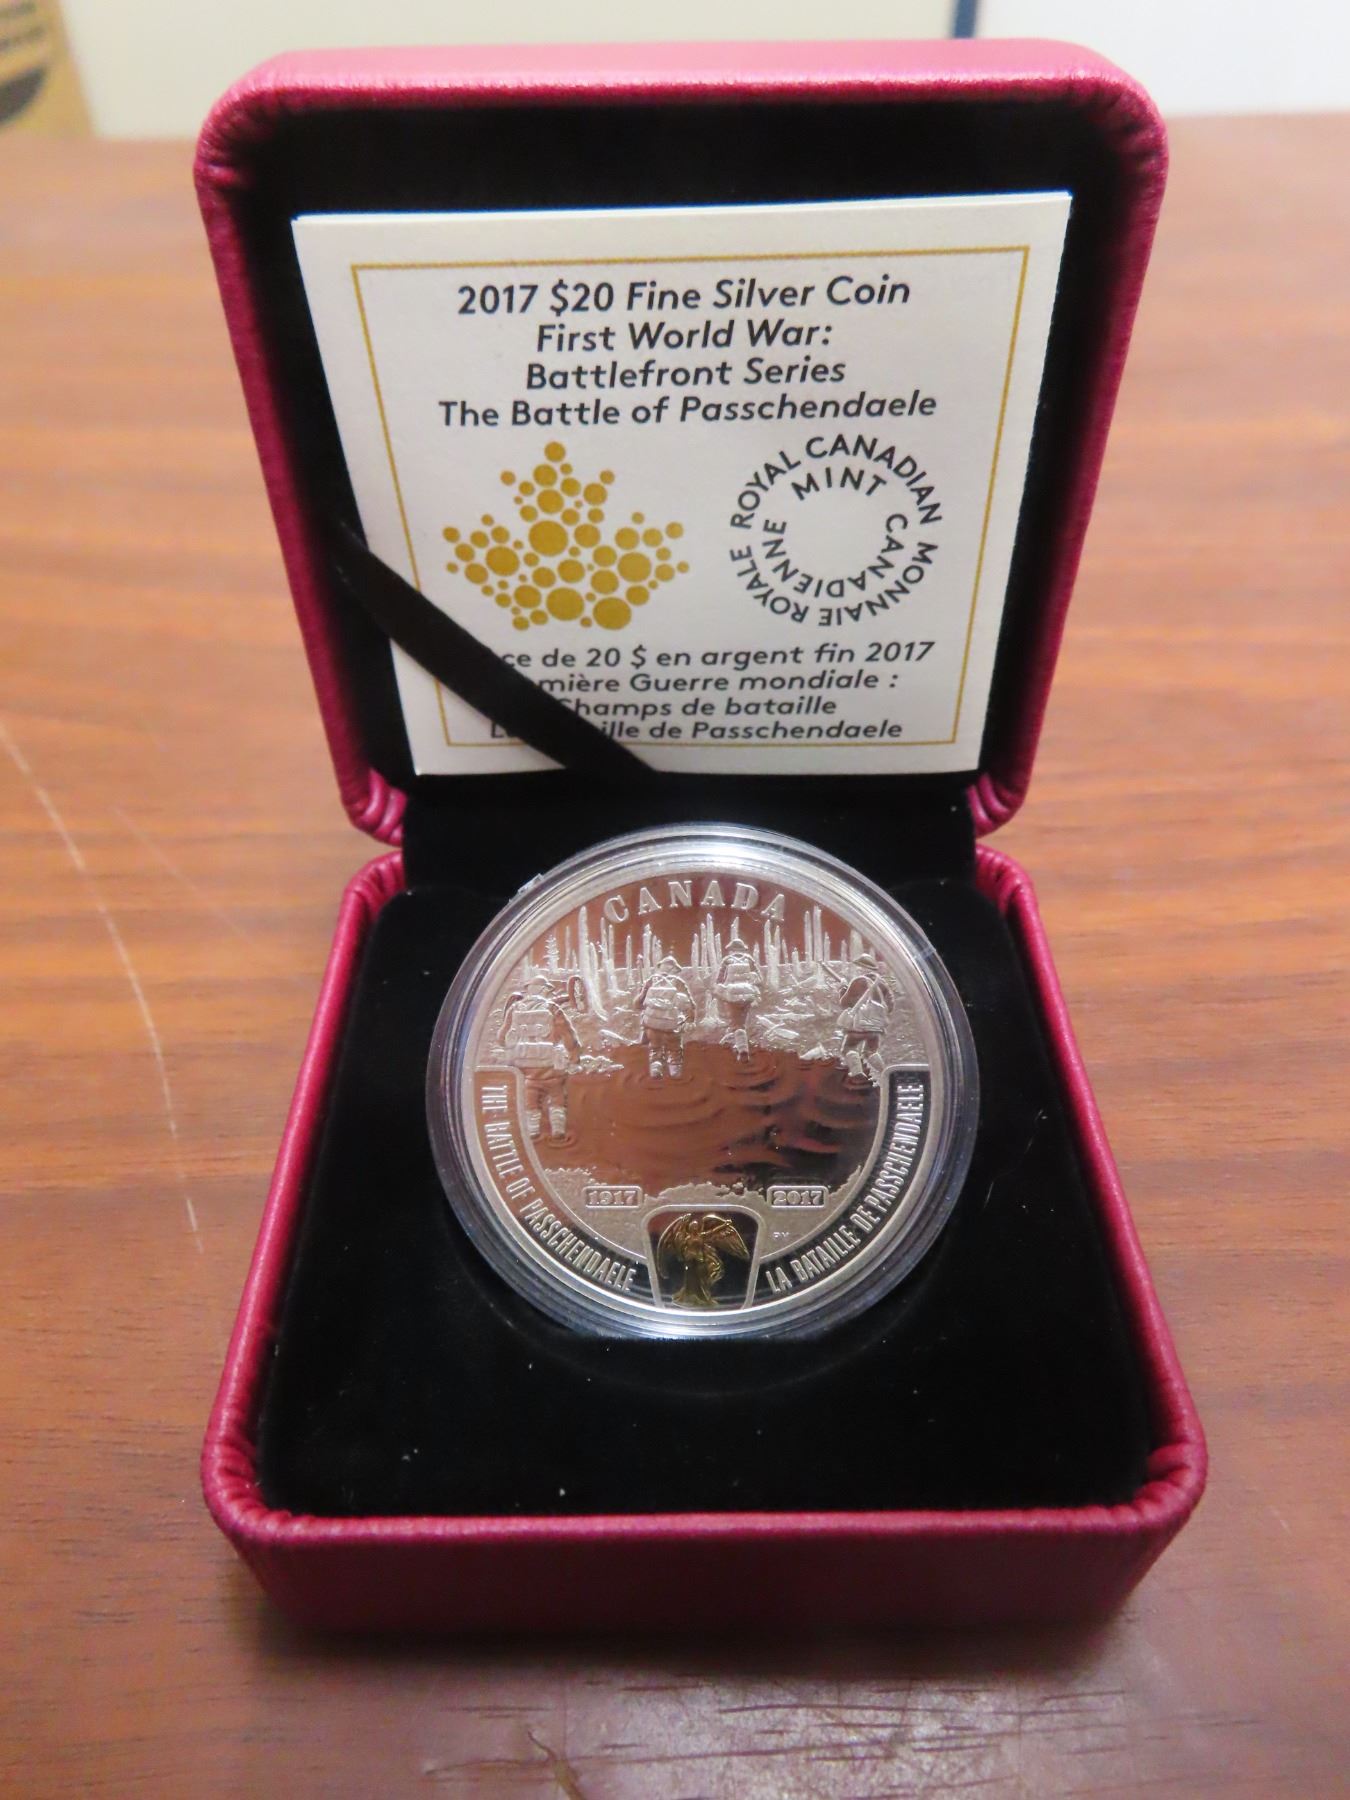 2017 $20 Fine Silver Coin
First World War:
Battlefront Series
The Battle of Passchendaele
ROYAL CANADIAN
MINT
MONNAIE ROYALE
CANADIENNE
de 20 $ en argent fin 2017
Guerre mondiale :
Champs de bataille
de Passchendaele
CANADA
THE BATTLE OF PASSCHENDAELE
LA BATAILLE DE PASSCHENDAELE
1917
2017